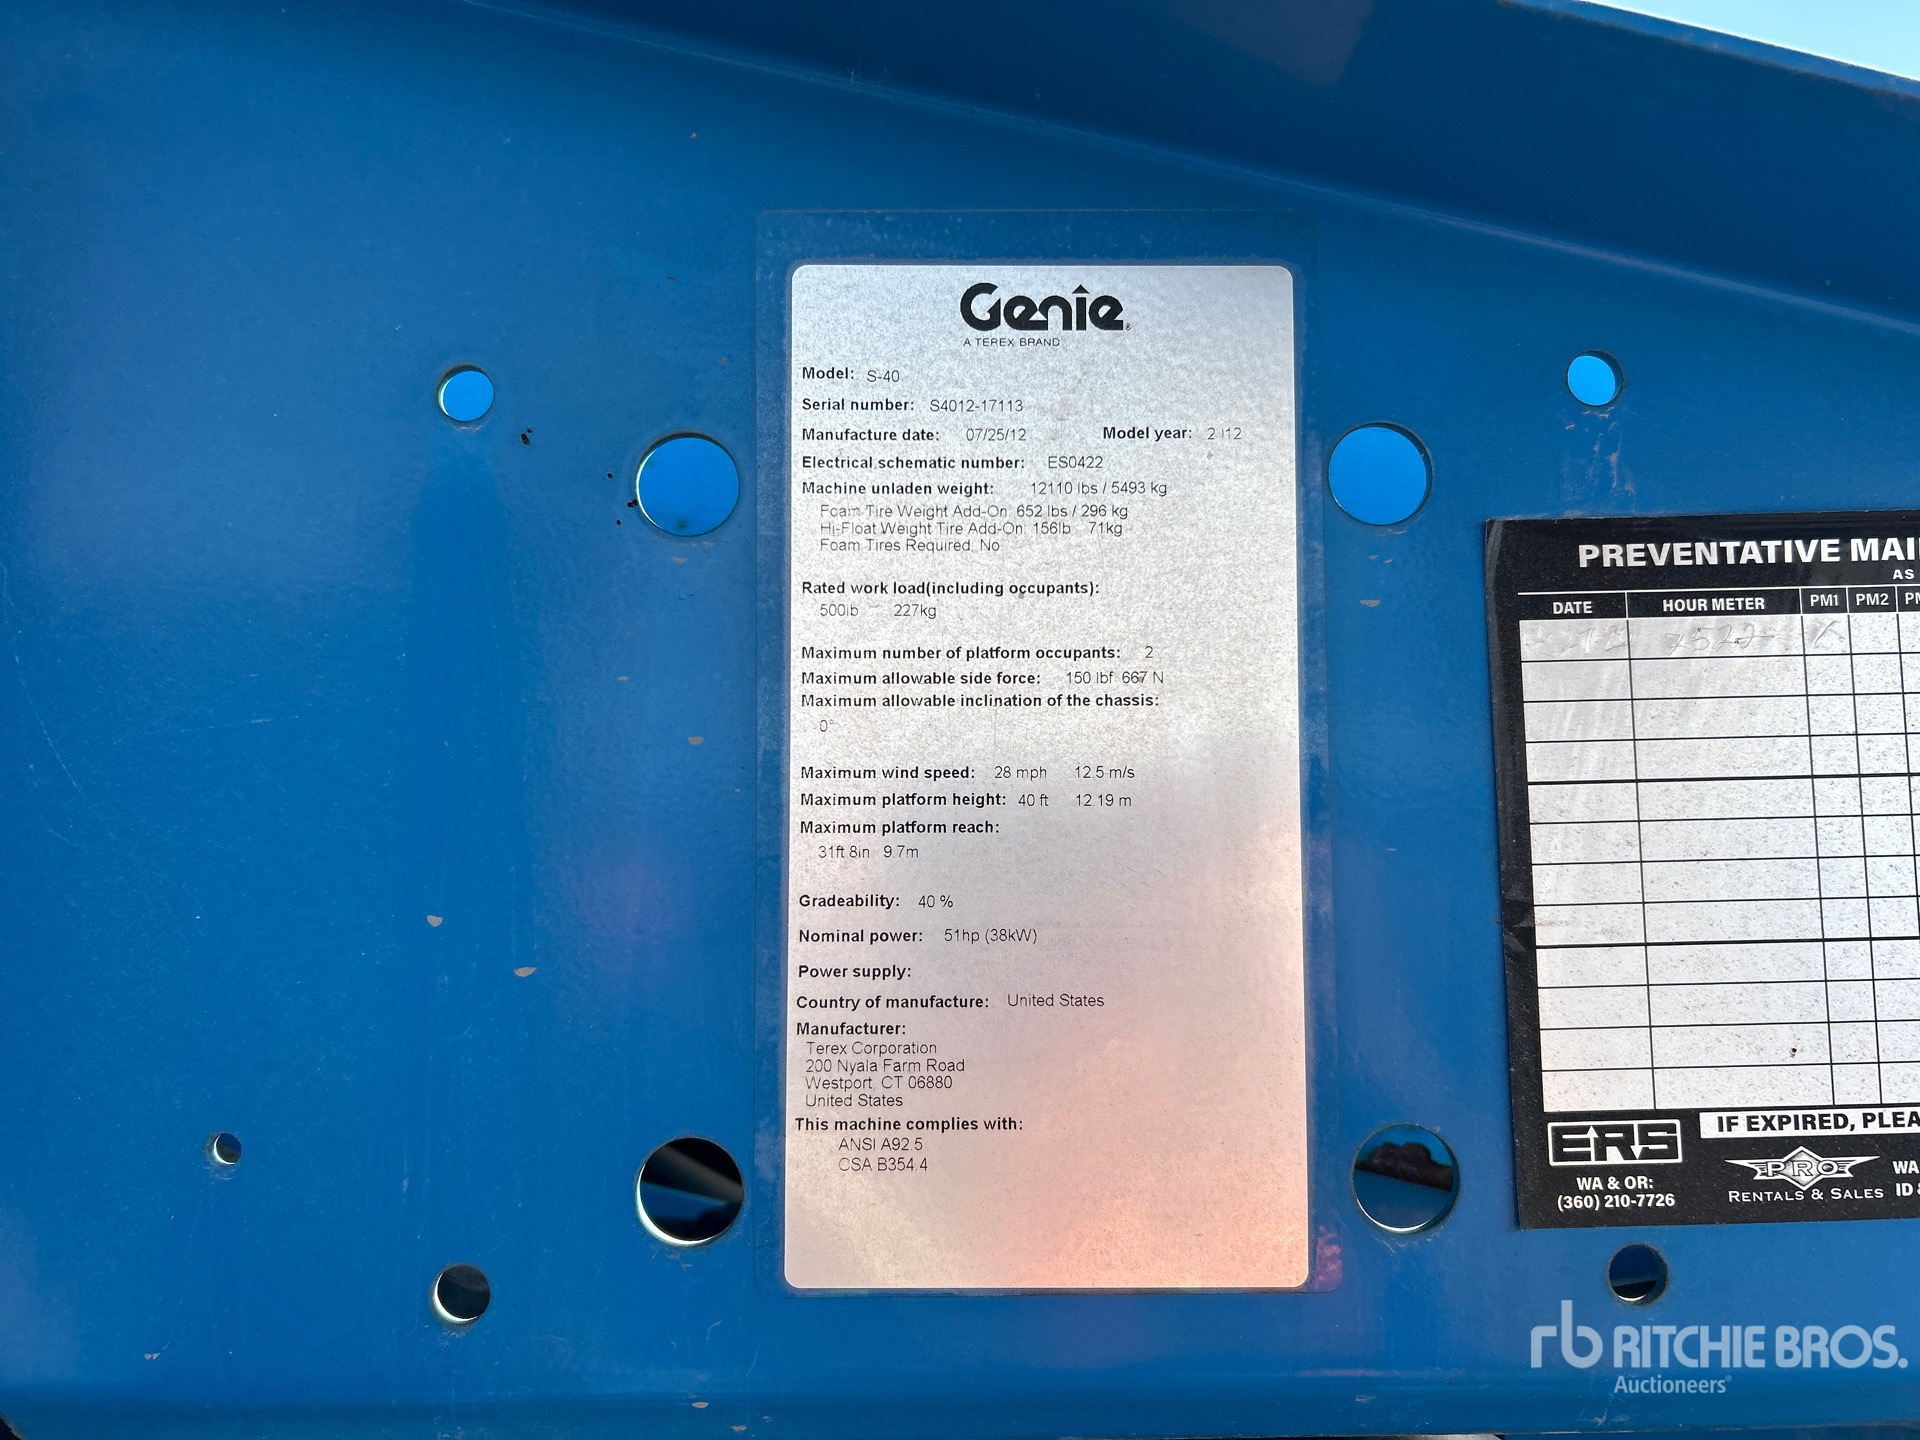 Genie®
A TEREX BRAND
Model: S-40
Serial number: S4012-17113
Manufacture date: 07/25/12 Model year: 2 12
Electrical schematic number: ES0422
Machine unladen weight: 12110 lbs / 5493 kg
Foam Tire Weight Add-On: 652 lbs / 296 kg
Hi-Float Weight Tire Add-On: 156lb 71kg
Foam Tires Required: No
Rated work load(including occupants):
500lb 227kg
Maximum number of platform occupants: 2
Maximum allowable side force: 150 lbf 667 N
Maximum allowable inclination of the chassis:
0°
Maximum wind speed: 28 mph 12.5 m/s
Maximum platform height: 40 ft 12.19 m
Maximum platform reach:
31ft 8in 9.7m
Gradeability: 40 %
Nominal power: 51hp (38kW)
Power supply:
Country of manufacture: United States
Manufacturer:
Terex Corporation
200 Nyala Farm Road
Westport, CT 06880
United States
This machine complies with:
ANSI A92.5
CSA B354.4
PREVENTATIVE MAI
AS
DATE HOUR METER PM1 PM2 PM
7522 X
IF EXPIRED, PLEA
ERS
WA & OR:
(360) 210-7726
PRO
RENTALS & SALES
WA
ID &
rb RITCHIE BROS.
Auctioneers®